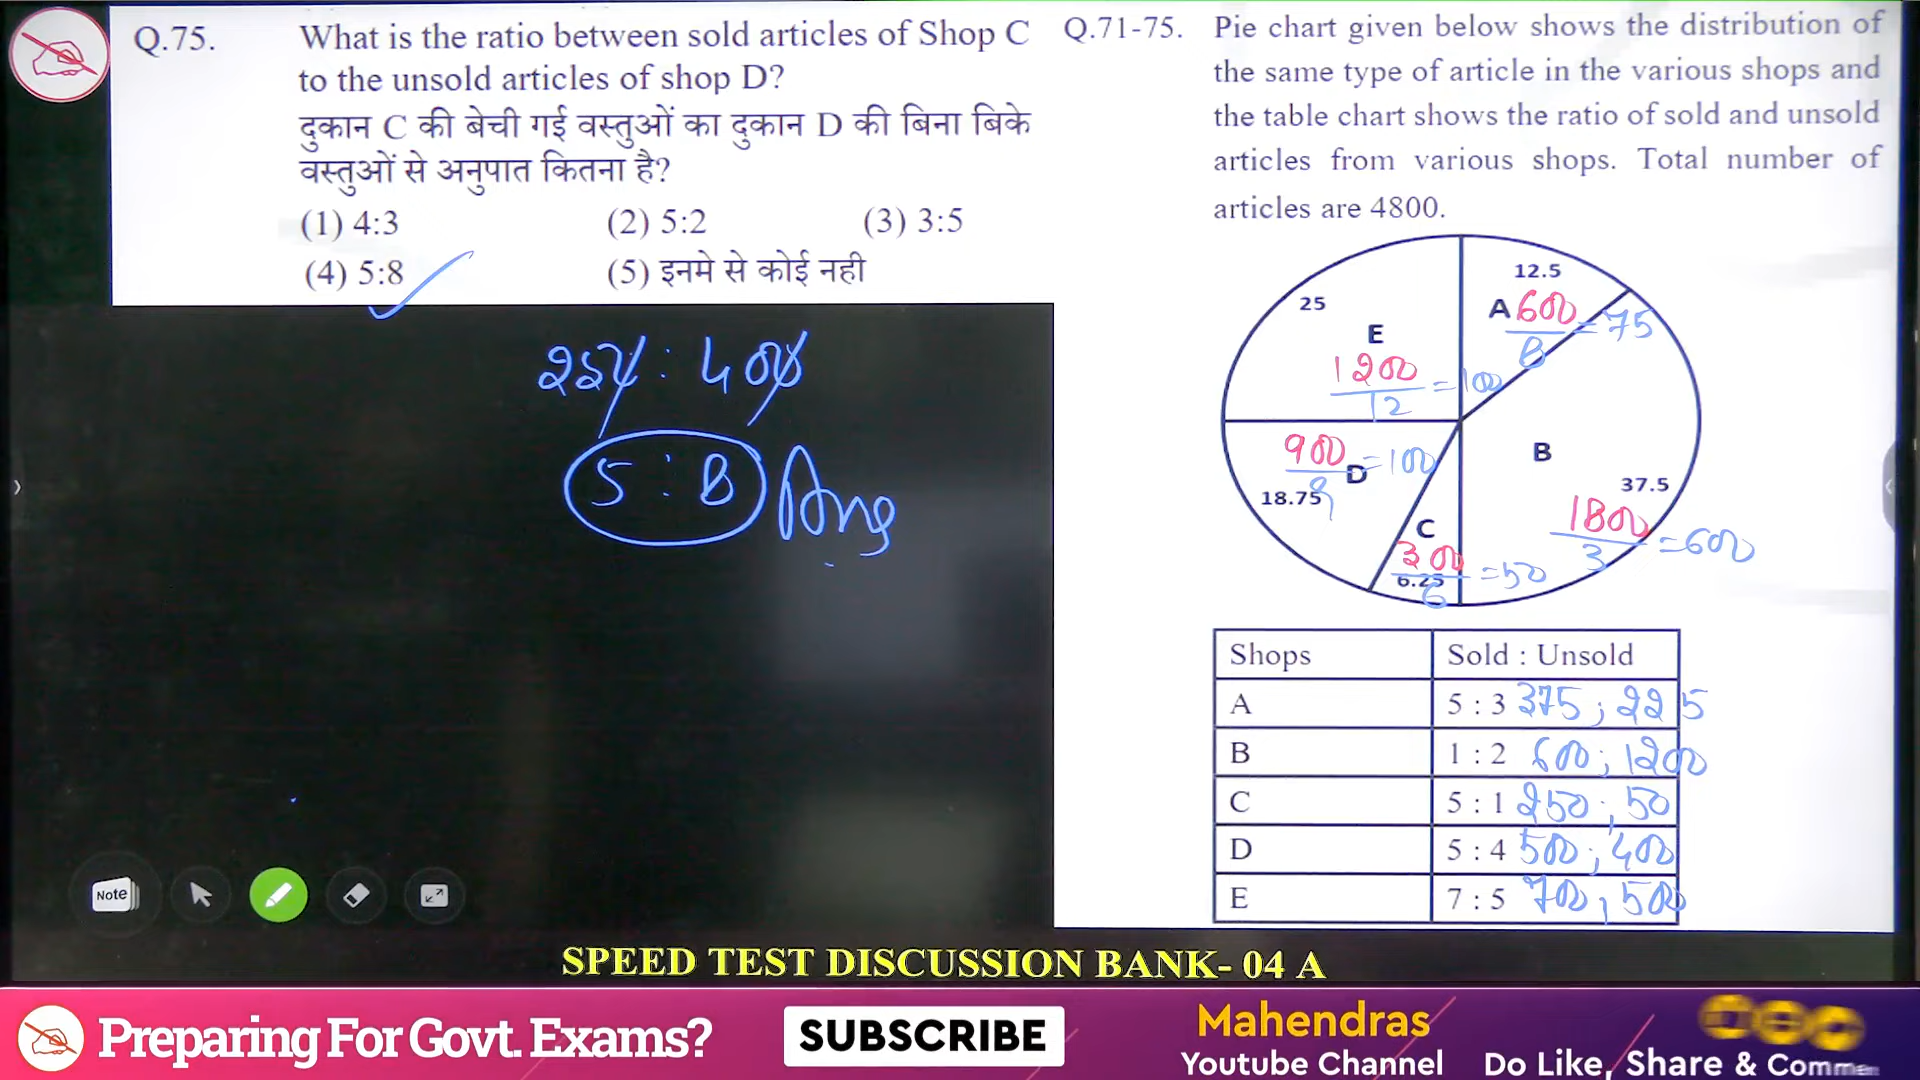 Q.75. What is the ratio between sold articles of Shop C
to the unsold articles of shop D?
दुकान C की बेची गई वस्तुओं का दुकान D की बिना बिके
वस्तुओं से अनुपात कितना है?
(1) 4:3 (2) 5:2 (3) 3:5
(4) 5:8 (5) इनमे से कोई नही
250 : 400
5 : 8 Ans
Q.71-75. Pie chart given below shows the distribution of
the same type of article in the various shops and
the table chart shows the ratio of sold and unsold
articles from various shops. Total number of
articles are 4800.
12.5
A 600/8 = 75
25
E
1200/12 = 100
B
37.5
1800/3 = 600
900/9 = 100
D
18.75
C
300/6 = 50
6.25
Shops Sold : Unsold
A 5 : 3 375 ; 225
B 1 : 2 600 ; 1200
C 5 : 1 250 ; 50
D 5 : 4 500 ; 400
E 7 : 5 700 ; 500
Note
SPEED TEST DISCUSSION BANK- 04 A
Preparing For Govt. Exams?
SUBSCRIBE
Mahendras
Youtube Channel
Do Like, Share &